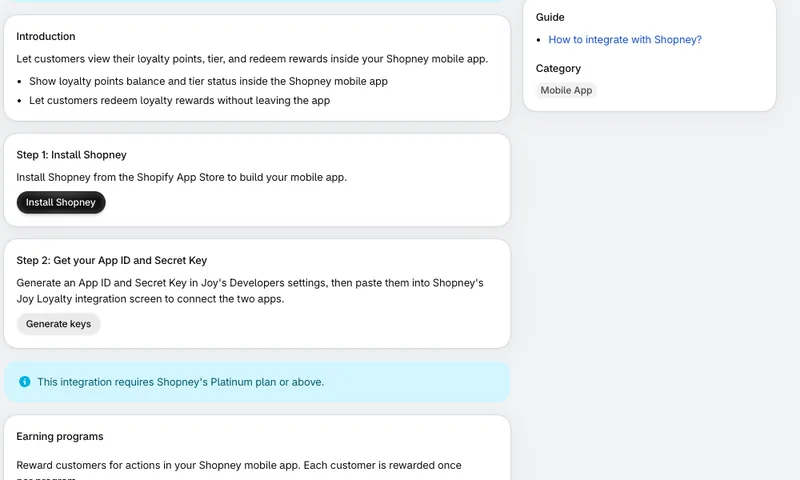 Introduction
Let customers view their loyalty points, tier, and redeem rewards inside your Shopney mobile app.
Show loyalty points balance and tier status inside the Shopney mobile app
Let customers redeem loyalty rewards without leaving the app
Step 1: Install Shopney
Install Shopney from the Shopify App Store to build your mobile app.
Install Shopney
Step 2: Get your App ID and Secret Key
Generate an App ID and Secret Key in Joy's Developers settings, then paste them into Shopney's
Joy Loyalty integration screen to connect the two apps.
Generate keys
This integration requires Shopney's Platinum plan or above.
Earning programs
Reward customers for actions in your Shopney mobile app. Each customer is rewarded once
Guide
How to integrate with Shopney?
Category
Mobile App